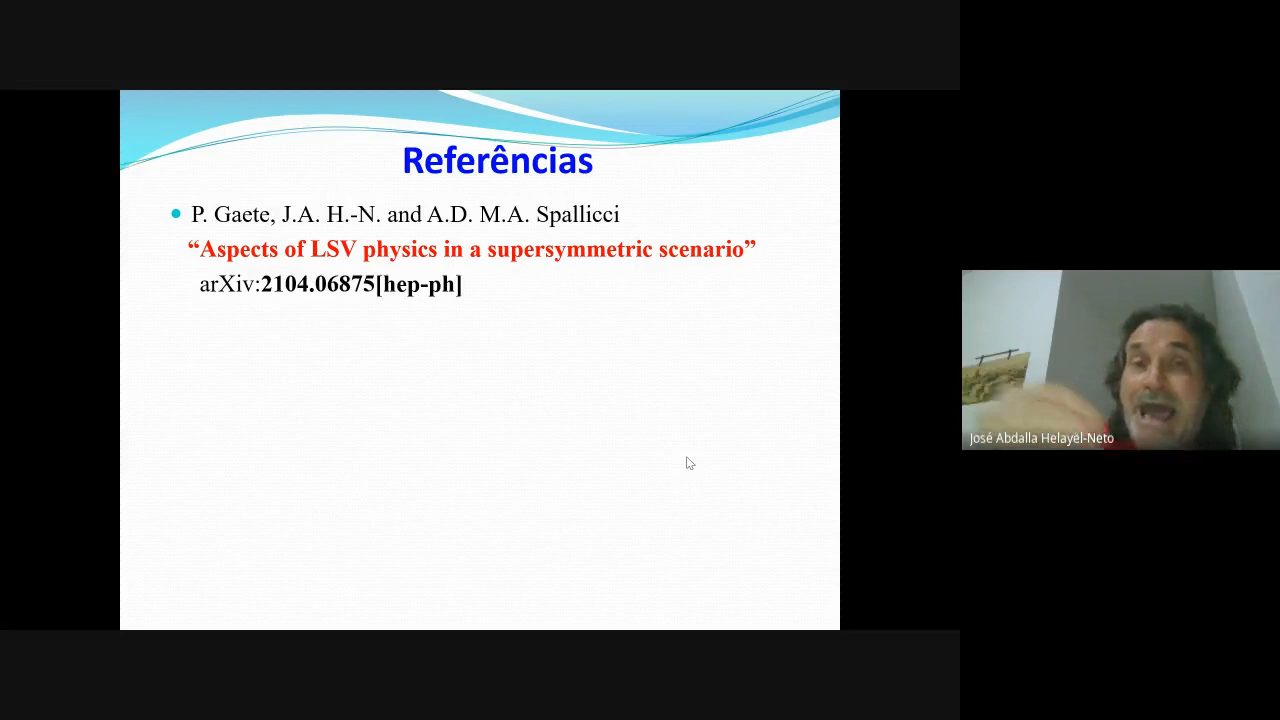 Referências
P. Gaete, J.A. H.-N. and A.D. M.A. Spallicci
“Aspects of LSV physics in a supersymmetric scenario”
arXiv:2104.06875[hep-ph]
José Abdalla Helayël-Neto